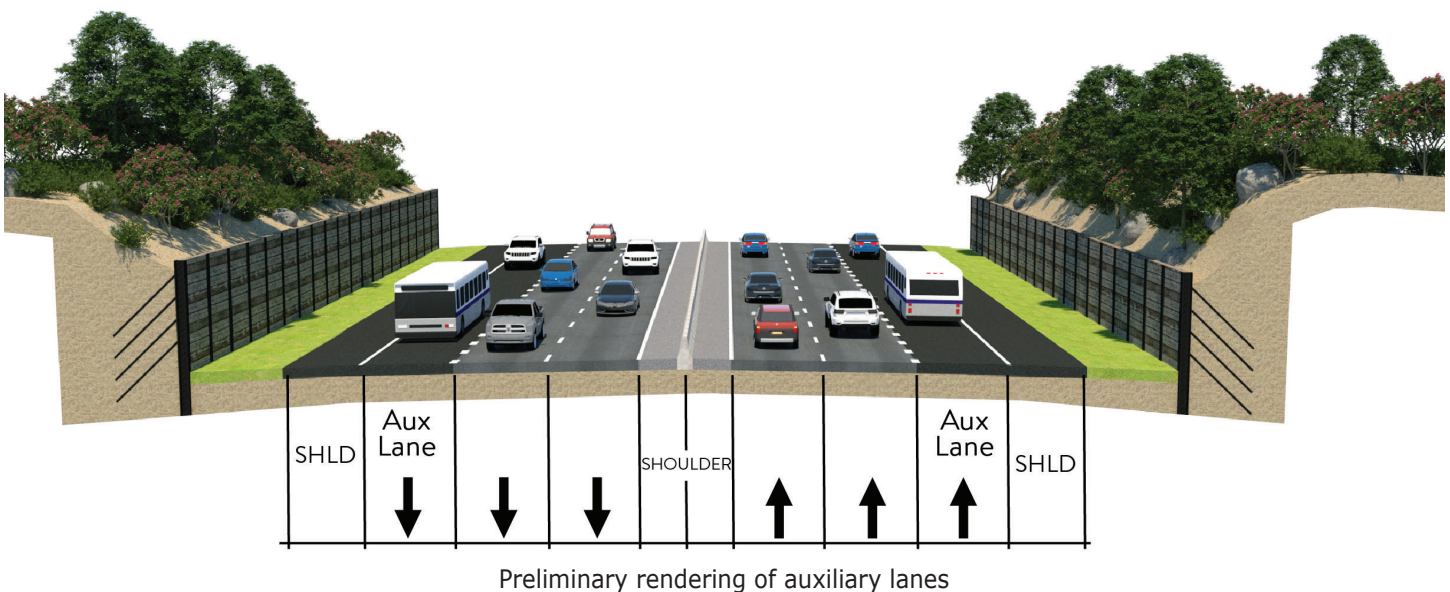 SHLD
Aux
Lane
SHOULDER
Aux
Lane
SHLD
Preliminary rendering of auxiliary lanes